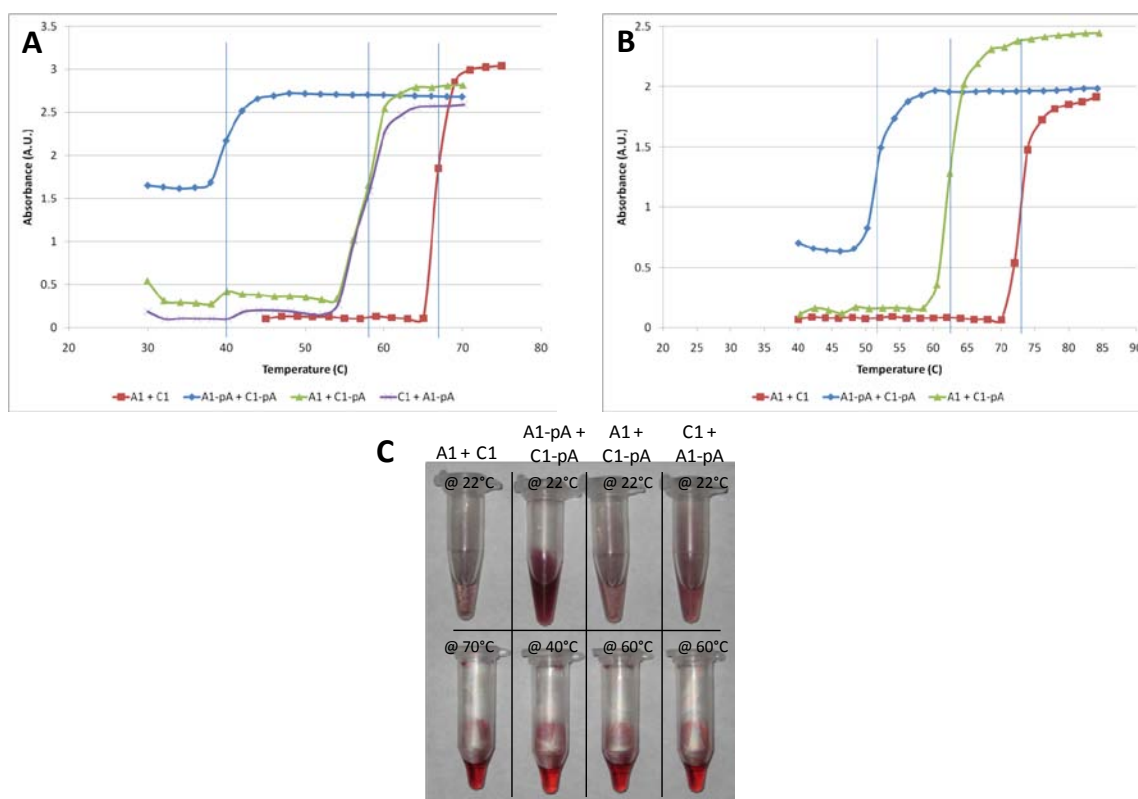 A
Absorbance (A.U.)
3.5
3
2.5
2
1.5
1
0.5
0
20 30 40 50 60 70 80
Temperature (C)
A1 + C1 A1-pA + C1-pA A1 + C1-pA C1 + A1-pA
B
Absorbance (A.U.)
2.5
2
1.5
1
0.5
0
20 25 30 35 40 45 50 55 60 65 70 75 80 85 90
Temperature (C)
A1 + C1 A1-pA + C1-pA A1 + C1-pA
C
A1 + C1
A1-pA +
C1-pA
A1 +
C1-pA
C1 +
A1-pA
@ 22°C @ 22°C @ 22°C @ 22°C
@ 70°C @ 40°C @ 60°C @ 60°C